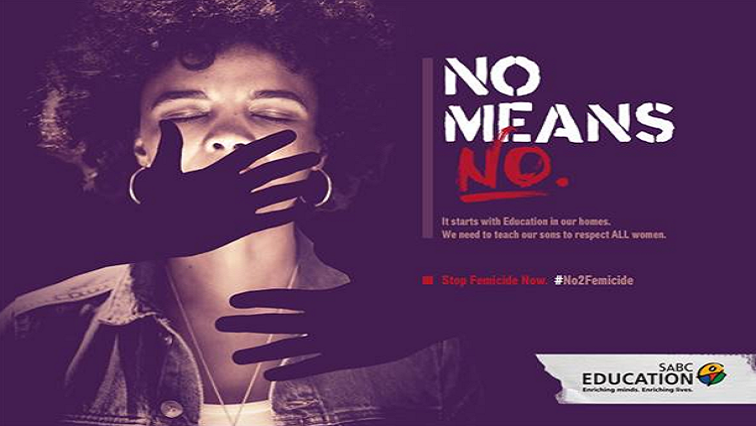 NO
MEANS
NO.
It starts with Education in our homes.
We need to teach our sons to respect ALL women.
Stop Femicide Now. #No2Femicide
SABC
EDUCATION
Enriching minds. Enriching lives.